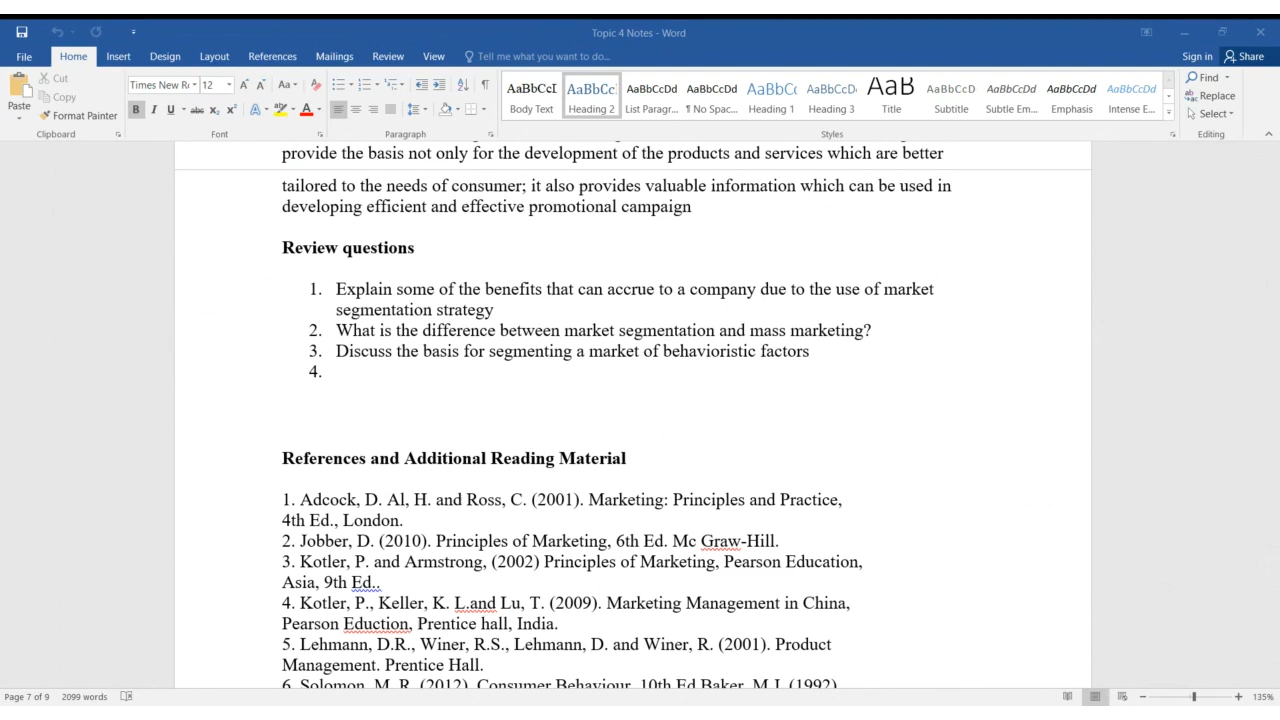 Topic 4 Notes - Word
File Home Insert Design Layout References Mailings Review View Tell me what you want to do... Sign in Share
Paste Cut Copy Format Painter Clipboard
Times New Ro 12 Font
Paragraph
AaBbCcI AaBbCc AaBbCcDd AaBbCcDd AaBbCc AaBbCcD AaB AaBbCcD AaBbCcDd AaBbCcDd AaBbCcDd
Body Text Heading 2 List Paragr... ¶ No Spac... Heading 1 Heading 3 Title Subtitle Subtle Em... Emphasis Intense E...
Styles
Find Replace Select Editing
provide the basis not only for the development of the products and services which are better
tailored to the needs of consumer; it also provides valuable information which can be used in
developing efficient and effective promotional campaign
Review questions
1. Explain some of the benefits that can accrue to a company due to the use of market
segmentation strategy
2. What is the difference between market segmentation and mass marketing?
3. Discuss the basis for segmenting a market of behavioristic factors
4.
References and Additional Reading Material
1. Adcock, D. Al, H. and Ross, C. (2001). Marketing: Principles and Practice,
4th Ed., London.
2. Jobber, D. (2010). Principles of Marketing, 6th Ed. Mc Graw-Hill.
3. Kotler, P. and Armstrong, (2002) Principles of Marketing, Pearson Education,
Asia, 9th Ed..
4. Kotler, P., Keller, K. L.and Lu, T. (2009). Marketing Management in China,
Pearson Eduction, Prentice hall, India.
5. Lehmann, D.R., Winer, R.S., Lehmann, D. and Winer, R. (2001). Product
Management. Prentice Hall.
6. Solomon, M. R. (2012). Consumer Behaviour, 10th Ed Baker, M.J. (1992).
Page 7 of 9 2099 words 135%